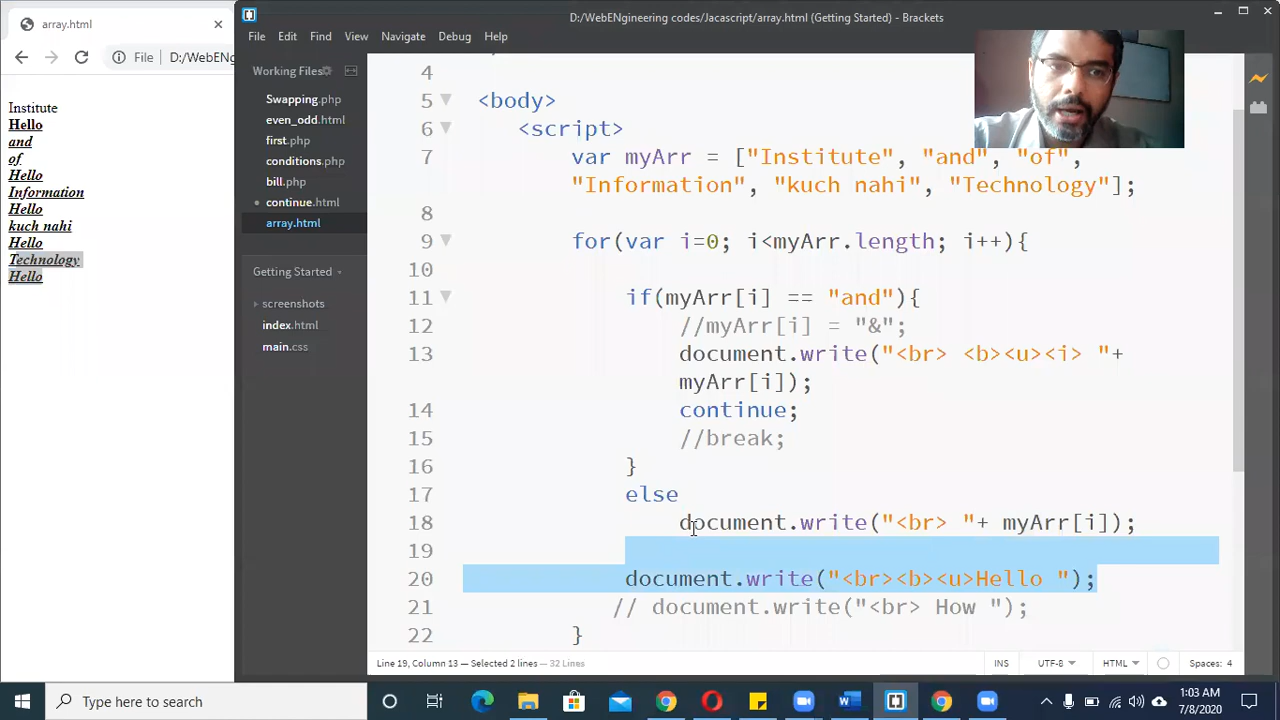 array.html
File
D:/WebEN
Institute
Hello
and
of
Hello
Information
Hello
kuch nahi
Hello
Technology
Hello
D:/WebENgineering codes/Jacascript/array.html (Getting Started) - Brackets
File Edit Find View Navigate Debug Help
Working Files
Swapping.php
even_odd.html
first.php
conditions.php
bill.php
continue.html
array.html
Getting Started
screenshots
index.html
main.css
4
5 <body>
6 <script>
7 var myArr = ["Institute", "and", "of",
"Information", "kuch nahi", "Technology"];
8
9 for(var i=0; i<myArr.length; i++){
10
11 if(myArr[i] == "and"){
12 //myArr[i] = "&";
13 document.write("<br> <b><u><i> "+
myArr[i]);
14 continue;
15 //break;
16 }
17 else
18 document.write("<br> "+ myArr[i]);
19
20 document.write("<br><b><u>Hello ");
21 // document.write("<br> How ");
22 }
Line 19, Column 13 — Selected 2 lines — 32 Lines
INS UTF-8 HTML Spaces: 4
Type here to search
1:03 AM
7/8/2020